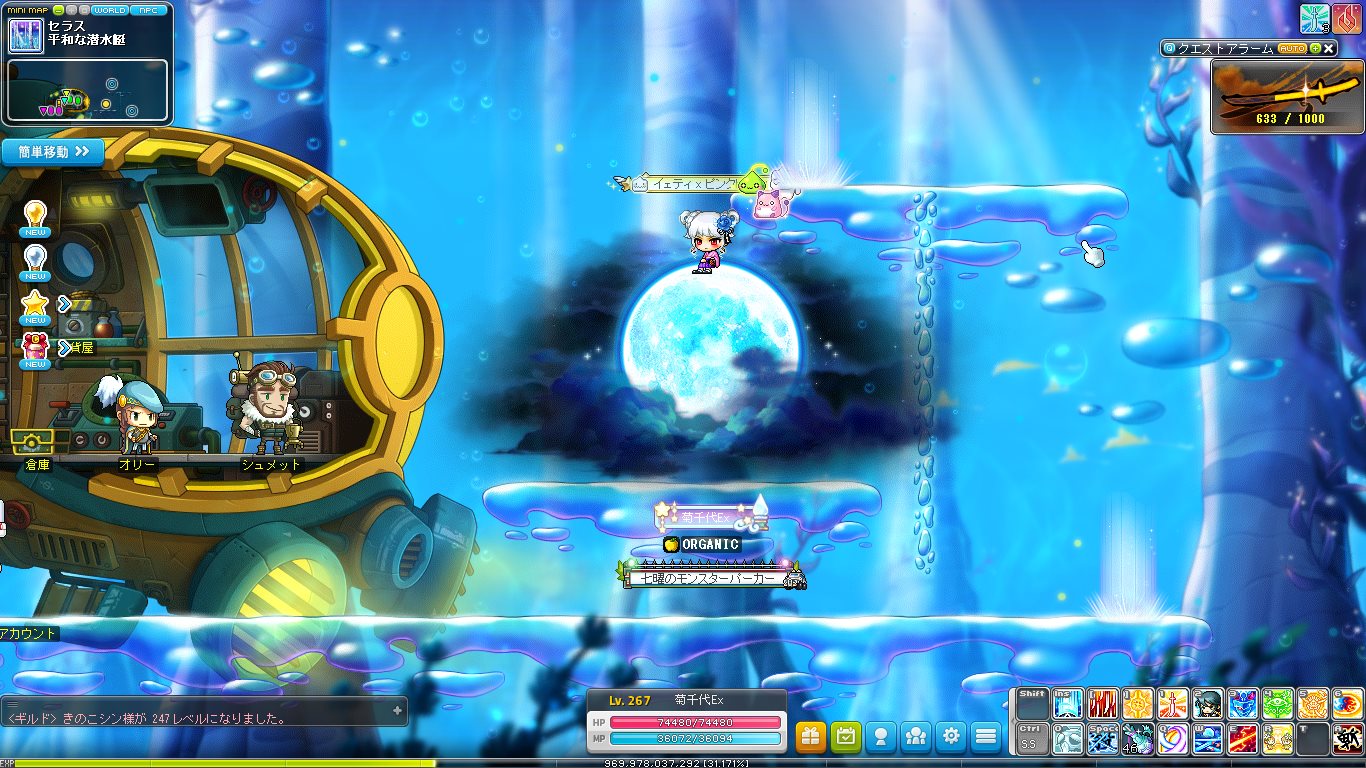 MINI MAP
WORLD
NPC
セラス
平和な潜水艇
簡単移動
NEW
NEW
NEW
NEW
貨屋
倉庫
オリー
シュメット
アカウント
クエストアラーム
AUTO
633 / 1000
イェティxピンク
菊千代Ex
ORGANIC
七曜のモンスターパーカー
<ギルド> きのこシン様が 247 レベルになりました。
Lv. 267
菊千代Ex
HP
74480/74480
MP
36072/36094
Shift
Ins
Ctrl
Space
EXP
969,978,037,292 [31.171%]